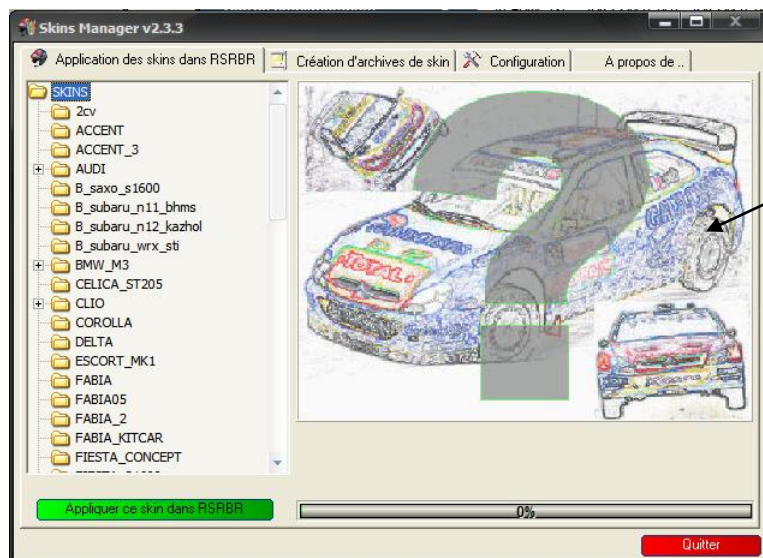 Skins Manager v2.3.3
Application des skins dans RSRBR
Création d'archives de skin
Configuration
A propos de ..
SKINS
2cv
ACCENT
ACCENT_3
AUDI
B_saxo_s1600
B_subaru_n11_bhms
B_subaru_n12_kazhol
B_subaru_wrx_sti
BMW_M3
CELICA_ST205
CLIO
COROLLA
DELTA
ESCORT_MK1
FABIA
FABIA05
FABIA_2
FABIA_KITCAR
FIESTA_CONCEPT
?
TOTAL
Appliquer ce skin dans RSRBR
0%
Quitter